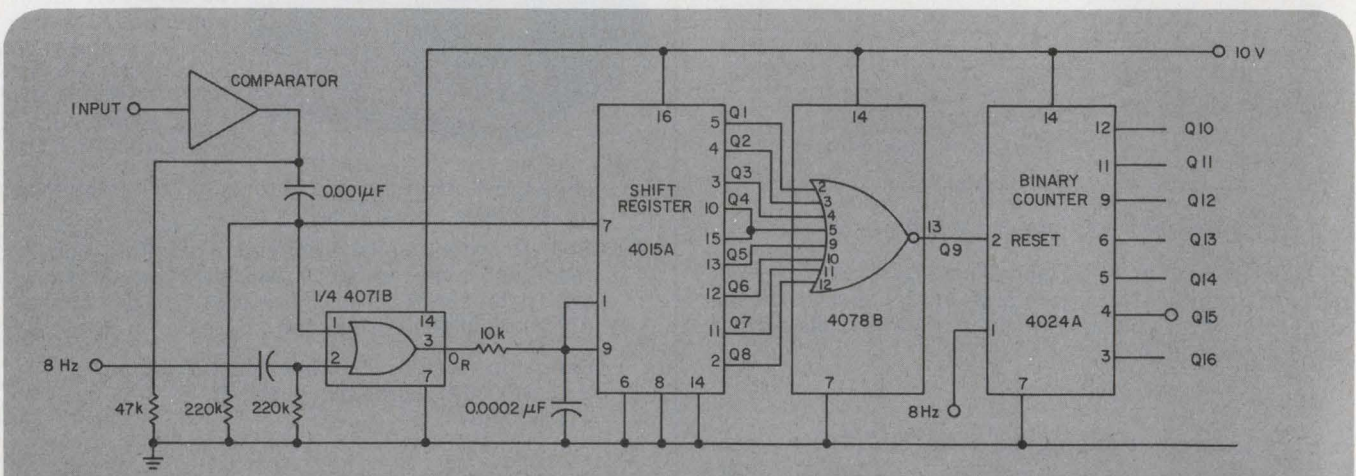 10 V
COMPARATOR
INPUT
16
14
14
0.001µF
SHIFT
REGISTER
4015A
7
1
9
6 8 14
5 Q1
4 Q2
3 Q3
10 Q4
15
13 Q5
12 Q6
11 Q7
2 Q8
2
3
4
5
9
10
11
12
13
Q9
4078B
7
BINARY
COUNTER
2 RESET
4024A
1
7
12 Q10
11 Q11
9 Q12
6 Q13
5 Q14
4 Q15
3 Q16
8Hz
1/4 4071B
1
14
2
3
7
OR
10k
8 Hz
47k
220k
220k
0.0002 µF